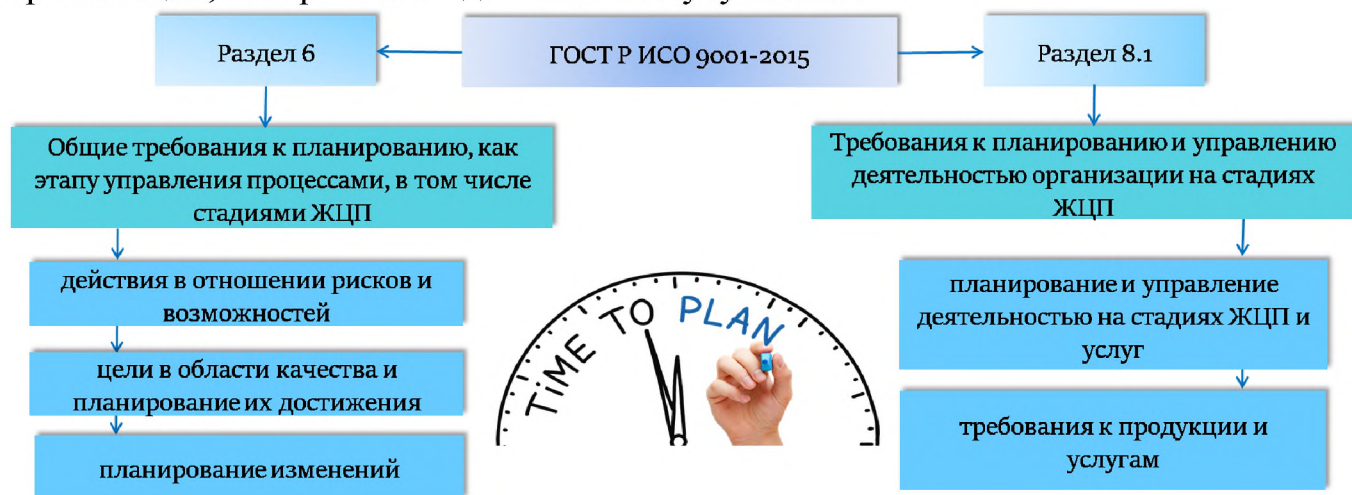 Раздел 6
ГОСТ Р ИСО 9001-2015
Раздел 8.1
Общие требования к планированию, как
этапу управления процессами, в том числе
стадиями ЖЦП
действия в отношении рисков и
возможностей
цели в области качества и
планирование их достижения
планирование изменений
TIME TO PLAN
Требования к планированию и управлению
деятельностью организации на стадиях
ЖЦП
планирование и управление
деятельностью на стадиях ЖЦП и
услуг
требования к продукции и
услугам